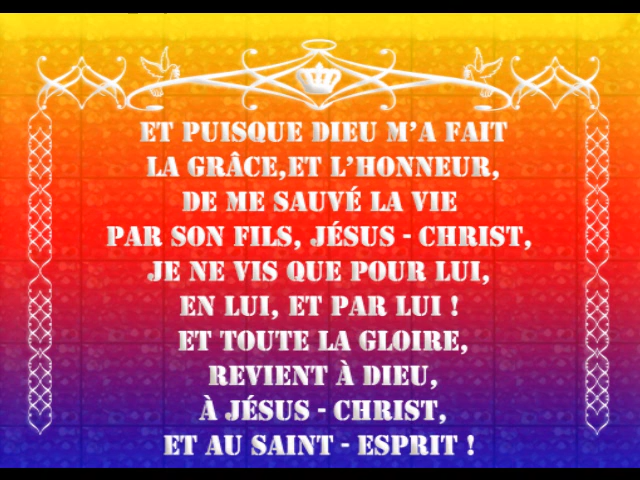 ET PUISQUE DIEU M'A FAIT
LA GRÂCE,ET L'HONNEUR,
DE ME SAUVÉ LA VIE
PAR SON FILS, JÉSUS - CHRIST,
JE NE VIS QUE POUR LUI,
EN LUI, ET PAR LUI !
ET TOUTE LA GLOIRE,
REVIENT À DIEU,
À JÉSUS - CHRIST,
ET AU SAINT - ESPRIT !